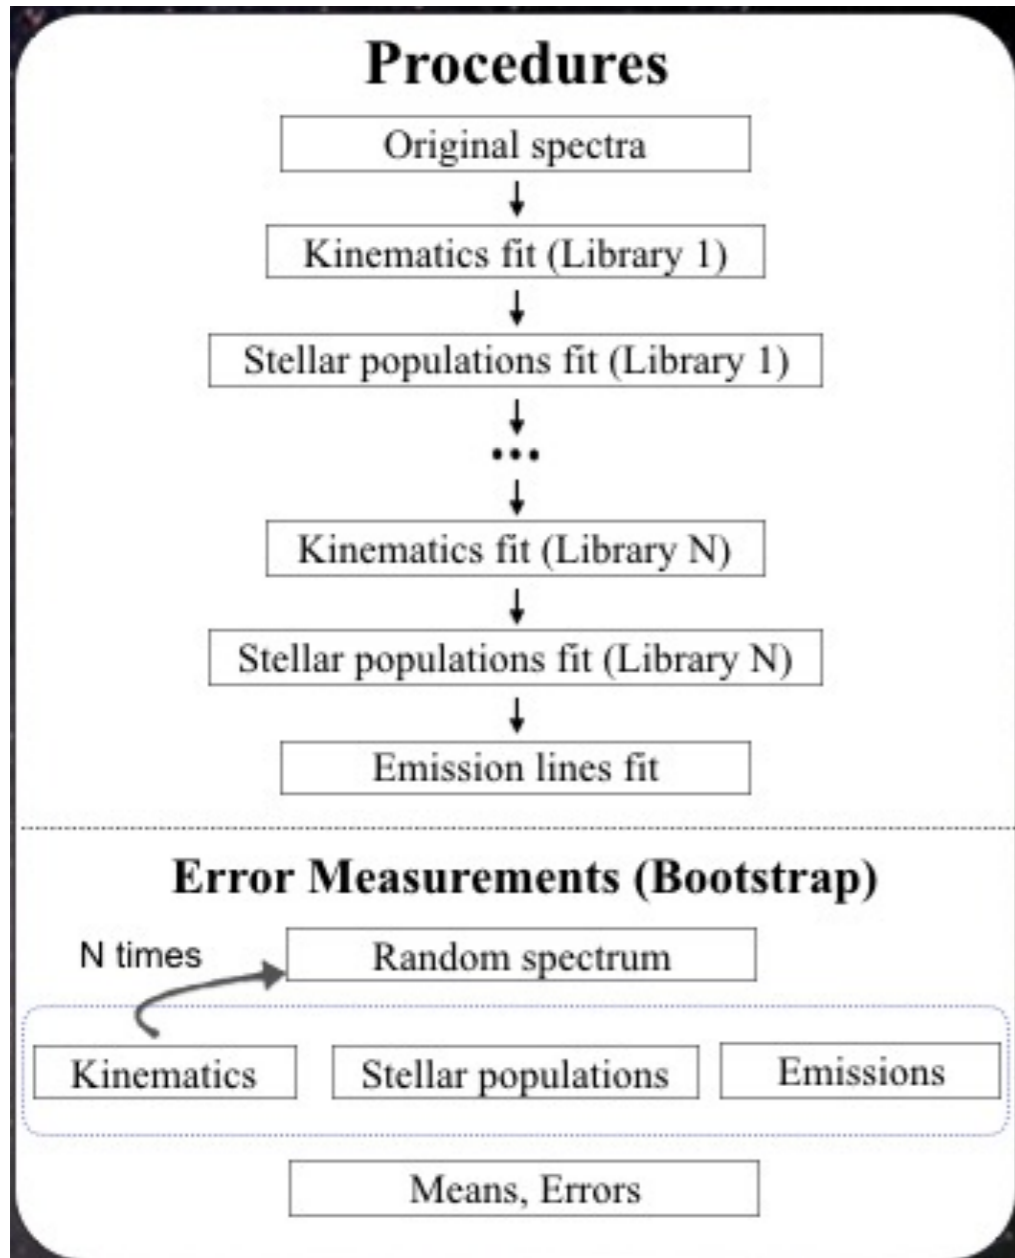 Procedures
Original spectra
Kinematics fit (Library 1)
Stellar populations fit (Library 1)
...
Kinematics fit (Library N)
Stellar populations fit (Library N)
Emission lines fit
Error Measurements (Bootstrap)
N times
Random spectrum
Kinematics
Stellar populations
Emissions
Means, Errors